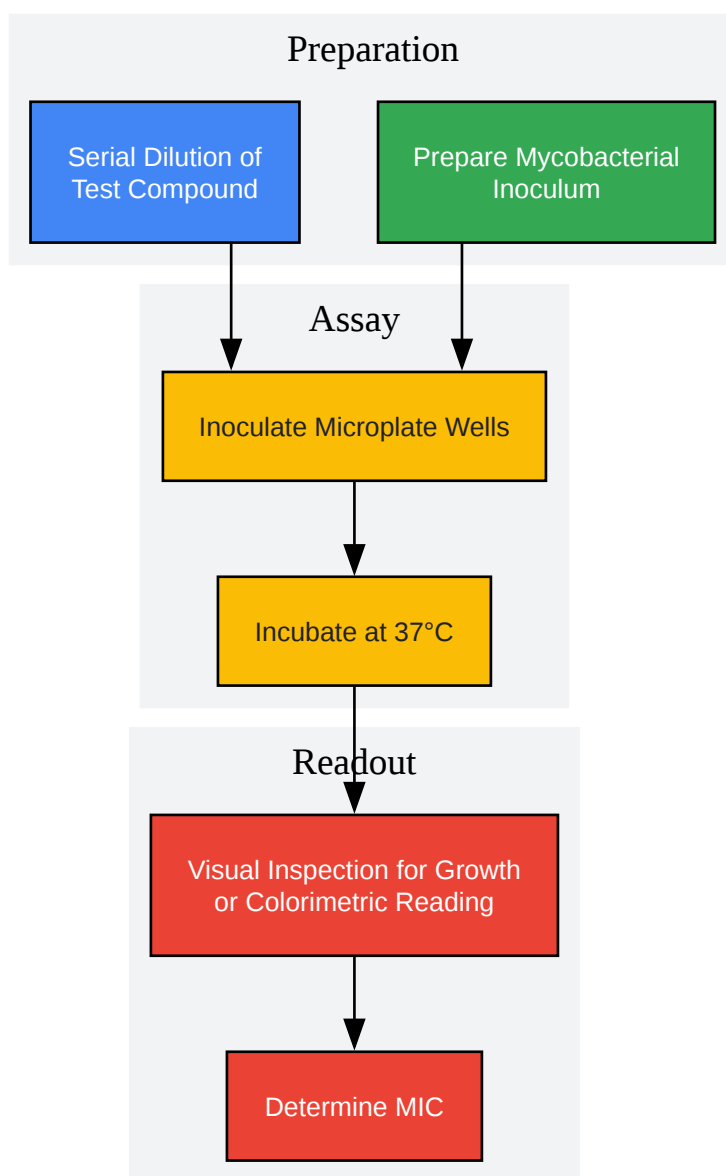 Preparation
Serial Dilution of
Test Compound
Prepare Mycobacterial
Inoculum
Assay
Inoculate Microplate Wells
Incubate at 37°C
Readout
Visual Inspection for Growth
or Colorimetric Reading
Determine MIC